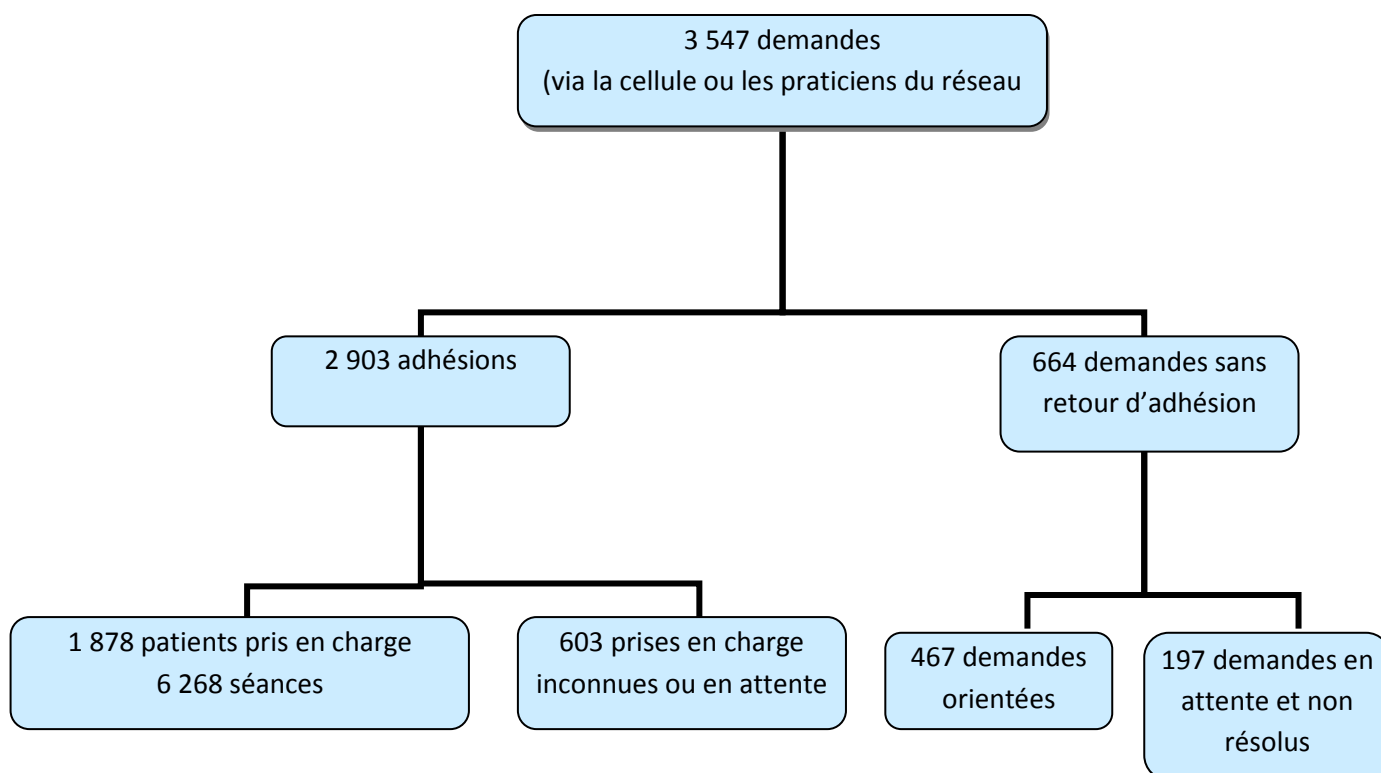 3 547 demandes
(via la cellule ou les praticiens du réseau
2 903 adhésions
664 demandes sans
retour d’adhésion
1 878 patients pris en charge
6 268 séances
603 prises en charge
inconnues ou en attente
467 demandes
orientées
197 demandes en
attente et non
résolus